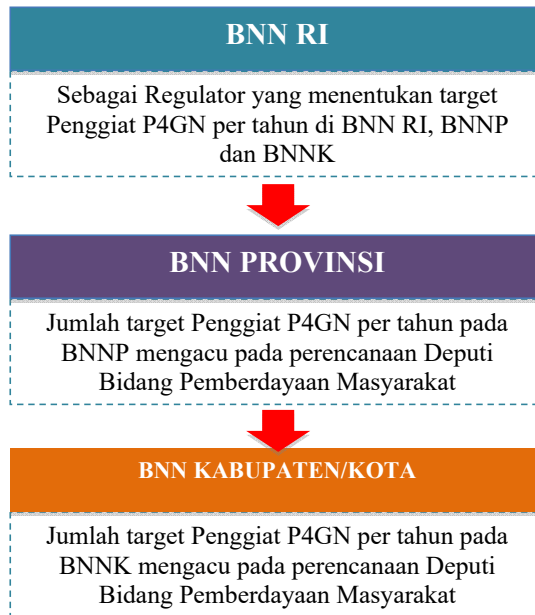 BNN RI
Sebagai Regulator yang menentukan target
Penggiat P4GN per tahun di BNN RI, BNNP
dan BNNK
BNN PROVINSI
Jumlah target Penggiat P4GN per tahun pada
BNNP mengacu pada perencanaan Deputi
Bidang Pemberdayaan Masyarakat
BNN KABUPATEN/KOTA
Jumlah target Penggiat P4GN per tahun pada
BNNK mengacu pada perencanaan Deputi
Bidang Pemberdayaan Masyarakat